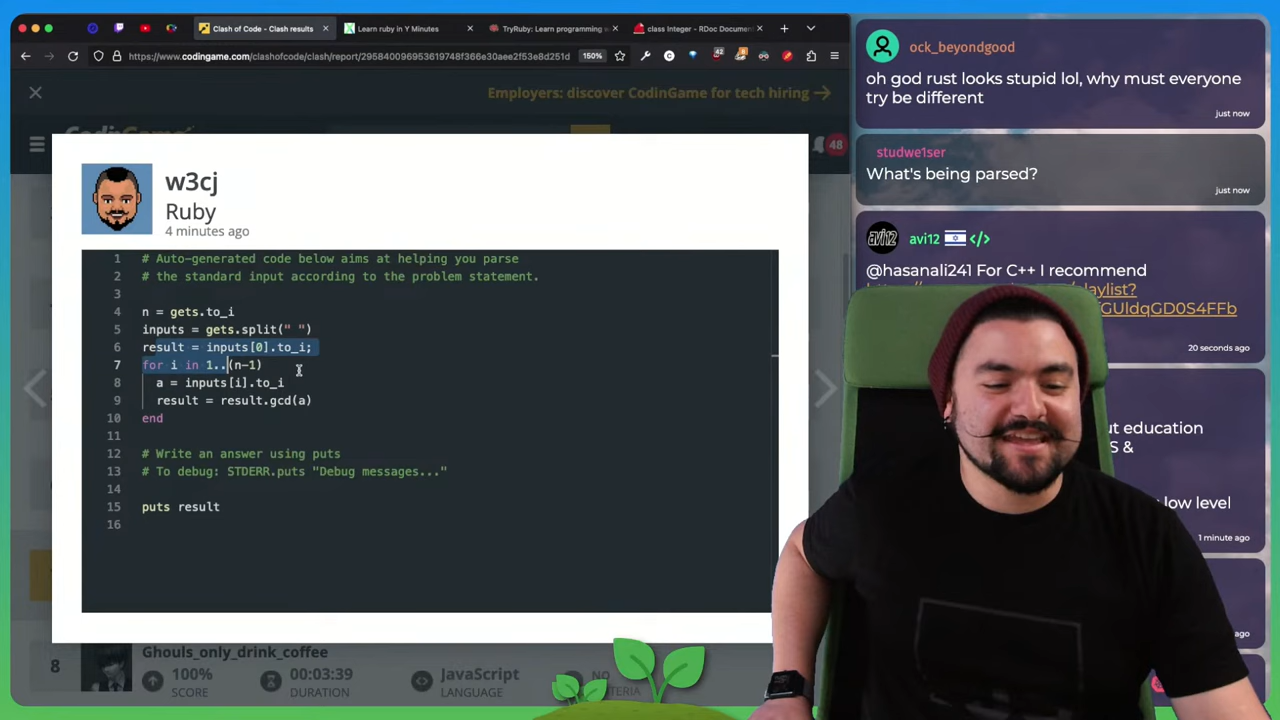 Clash of Code - Clash results
Learn ruby in Y Minutes
TryRuby: Learn programming
class Integer - RDoc Document
https://www.codingame.com/clashofcode/clash/report/295840096953619748f366e30aee2f53e8d251d
150%
42
Employers: discover CodinGame for tech hiring
48
w3cj
Ruby
4 minutes ago
1 # Auto-generated code below aims at helping you parse
2 # the standard input according to the problem statement.
3
4 n = gets.to_i
5 inputs = gets.split(" ")
6 result = inputs[0].to_i;
7 for i in 1..(n-1)
8 a = inputs[i].to_i
9 result = result.gcd(a)
10 end
11
12 # Write an answer using puts
13 # To debug: STDERR.puts "Debug messages..."
14
15 puts result
16
8
Ghouls_only_drink_coffee
100%
SCORE
00:03:39
DURATION
JavaScript
LANGUAGE
NO
ock_beyondgood
oh god rust looks stupid lol, why must everyone
try be different
just now
studwe1ser
What's being parsed?
just now
avi12
avi12 </>
@hasanali241 For C++ I recommend
20 seconds ago
education
&
low level
1 minute ago
ago